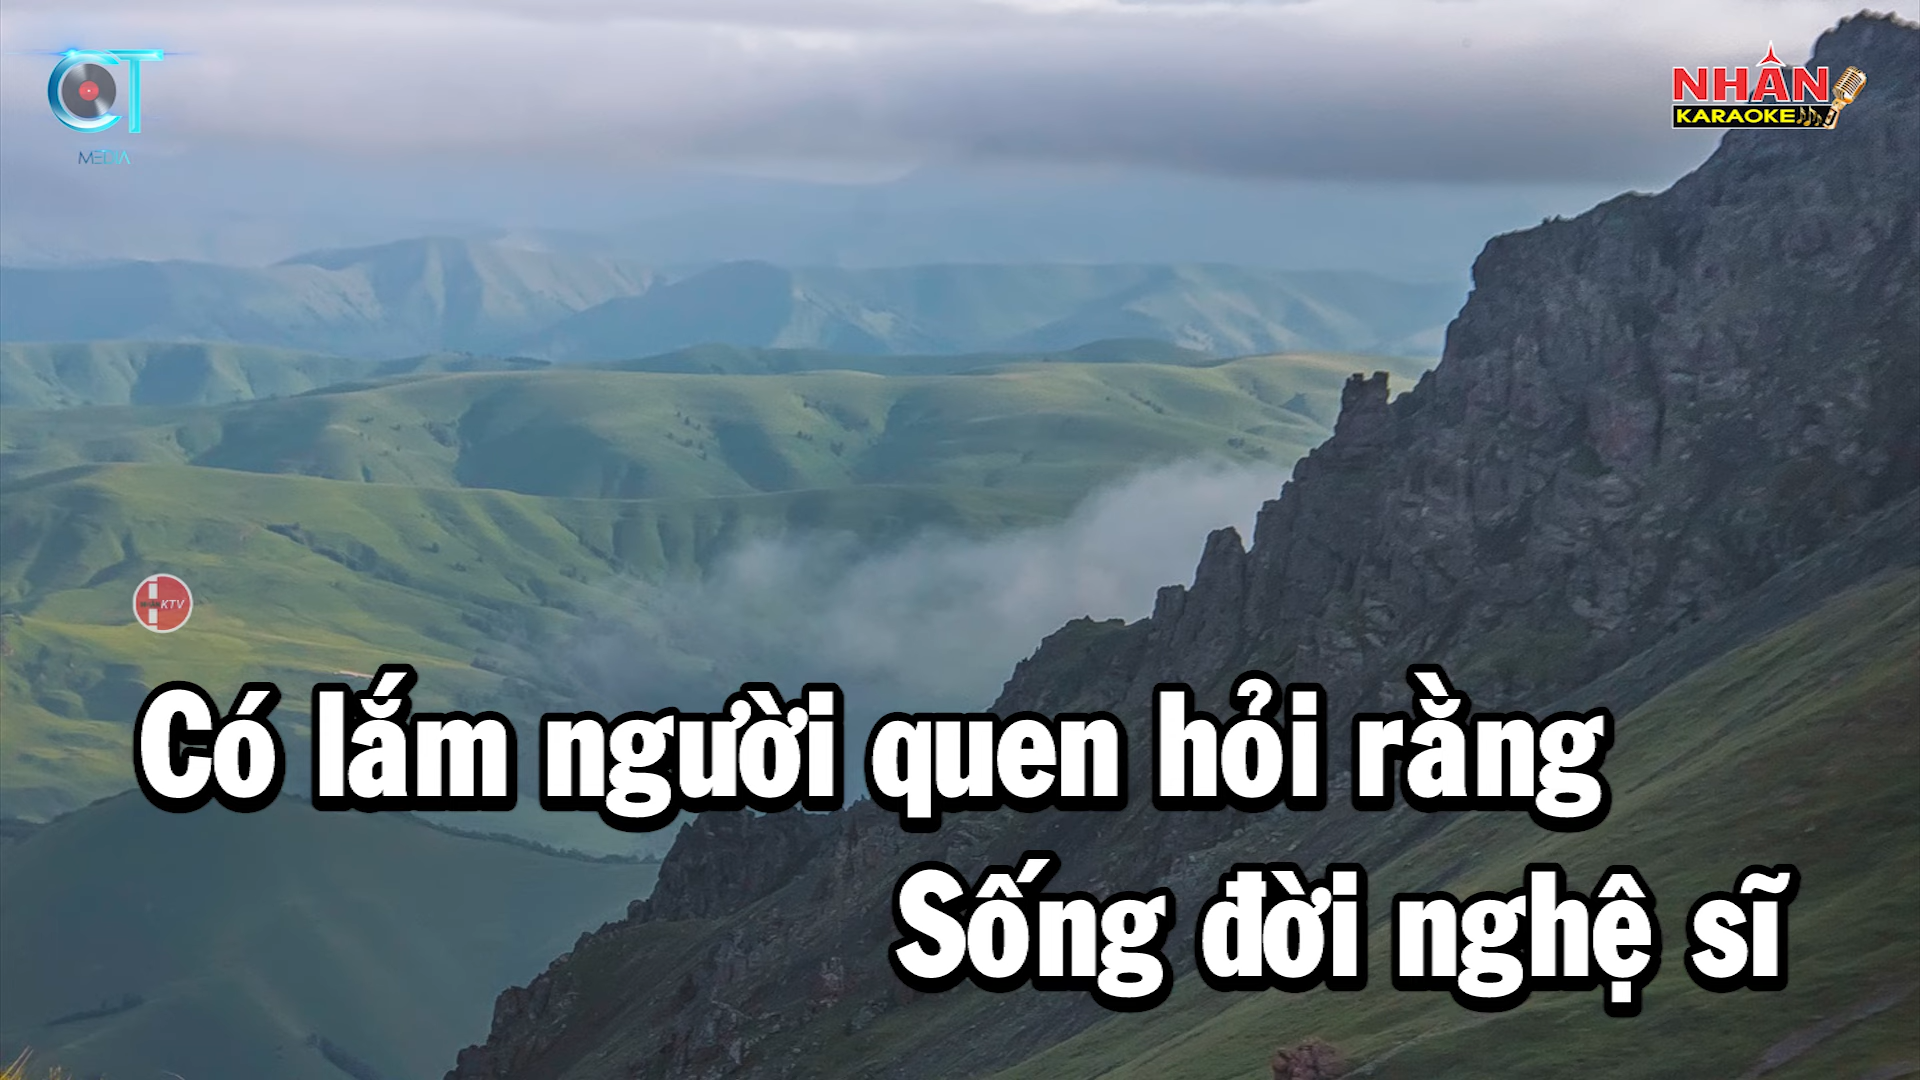 CT
MEDIA
NHÂN
KARAOKE
KTV
Có lắm người quen hỏi rằng
Sống đời nghệ sĩ